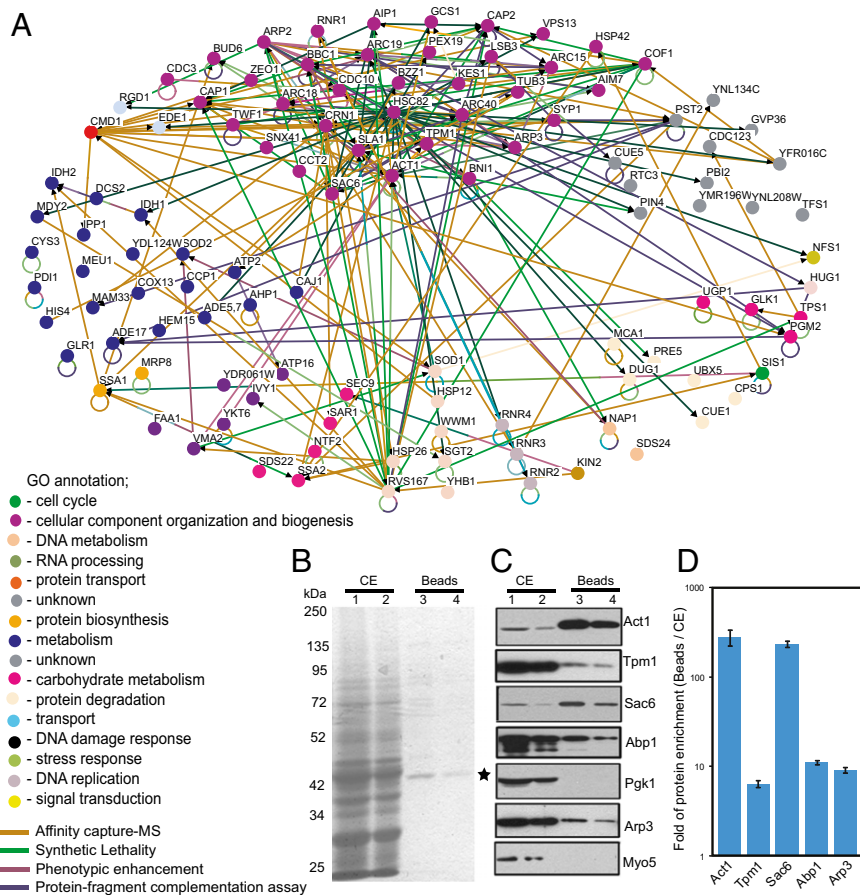 A
ARP2
RNR1
AIP1
GCS1
CAP2
VPS13
HSP42
COF1
BUD6
BBC1
ARC19
PEX19
LSB3
ARC15
CDC3
ZEO1
CDC10
BZZ1
KES1
TUB3
AIM7
YNL134C
RGD1
CAP1
ARC18
HSC82
ARC40
SYP1
PST2
GVP36
CMD1
EDE1
TWF1
CRN1
TPM1
ARP3
CDC123
YFR016C
SNX41
SLA1
CUE5
CCT2
ACT1
BNI1
RTC3
PBI2
IDH2
DCS2
SAC6
PIN4
YMR196W
YNL208W
TFS1
MDY2
IDH1
IPP1
CYS3
YDL124W
SOD2
ATP2
NFS1
MEU1
PDI1
COX13
CCP1
CAJ1
HUG1
MAM33
AHP1
UGP1
GLK1
TPS1
HIS4
HEM15
ADE5,7
PGM2
ADE17
MCA1
GLR1
MRP8
ATP16
SOD1
PRE5
SIS1
SSA1
YDR061W
SEC9
DUG1
UBX5
IVY1
HSP12
CPS1
FAA1
YKT6
SAR1
WWM1
RNR4
NAP1
CUE1
VMA2
NTF2
RNR3
SDS24
HSP26
SGT2
SDS22
SSA2
RNR2
KIN2
RVS167
YHB1
GO annotation;
- cell cycle
- cellular component organization and biogenesis
- DNA metabolism
- RNA processing
- protein transport
- unknown
- protein biosynthesis
- metabolism
- unknown
- carbohydrate metabolism
- protein degradation
- transport
- DNA damage response
- stress response
- DNA replication
- signal transduction
Affinity capture-MS
Synthetic Lethality
Phenotypic enhancement
Protein-fragment complementation assay
B
CE
Beads
kDa
1 2 3 4
250
135
95
72
52
42
34
25
C
CE
Beads
1 2 3 4
Act1
Tpm1
Sac6
Abp1
Pgk1
Arp3
Myo5
D
Fold of protein enrichment (Beads / CE)
1000
100
10
1
Act1
Tpm1
Sac6
Abp1
Arp3